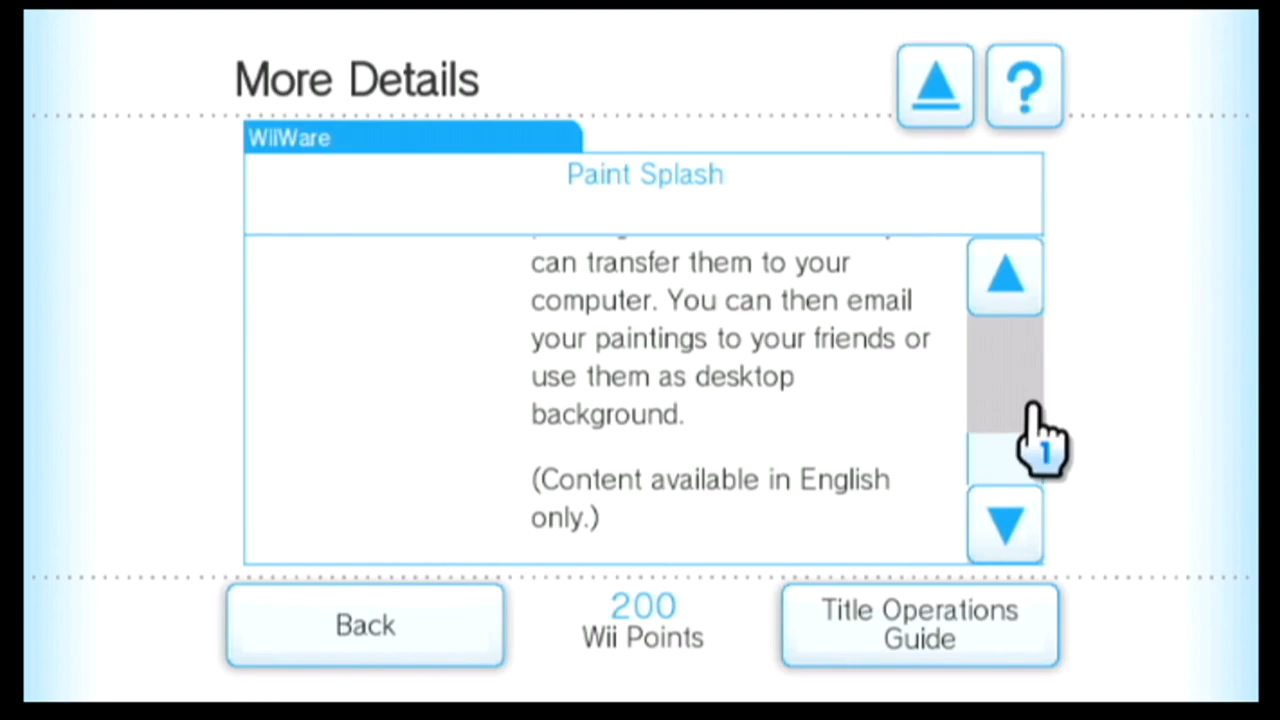 More Details
?
WiiWare
Paint Splash
can transfer them to your
computer. You can then email
your paintings to your friends or
use them as desktop
background.
(Content available in English
only.)
1
Back
200
Wii Points
Title Operations
Guide